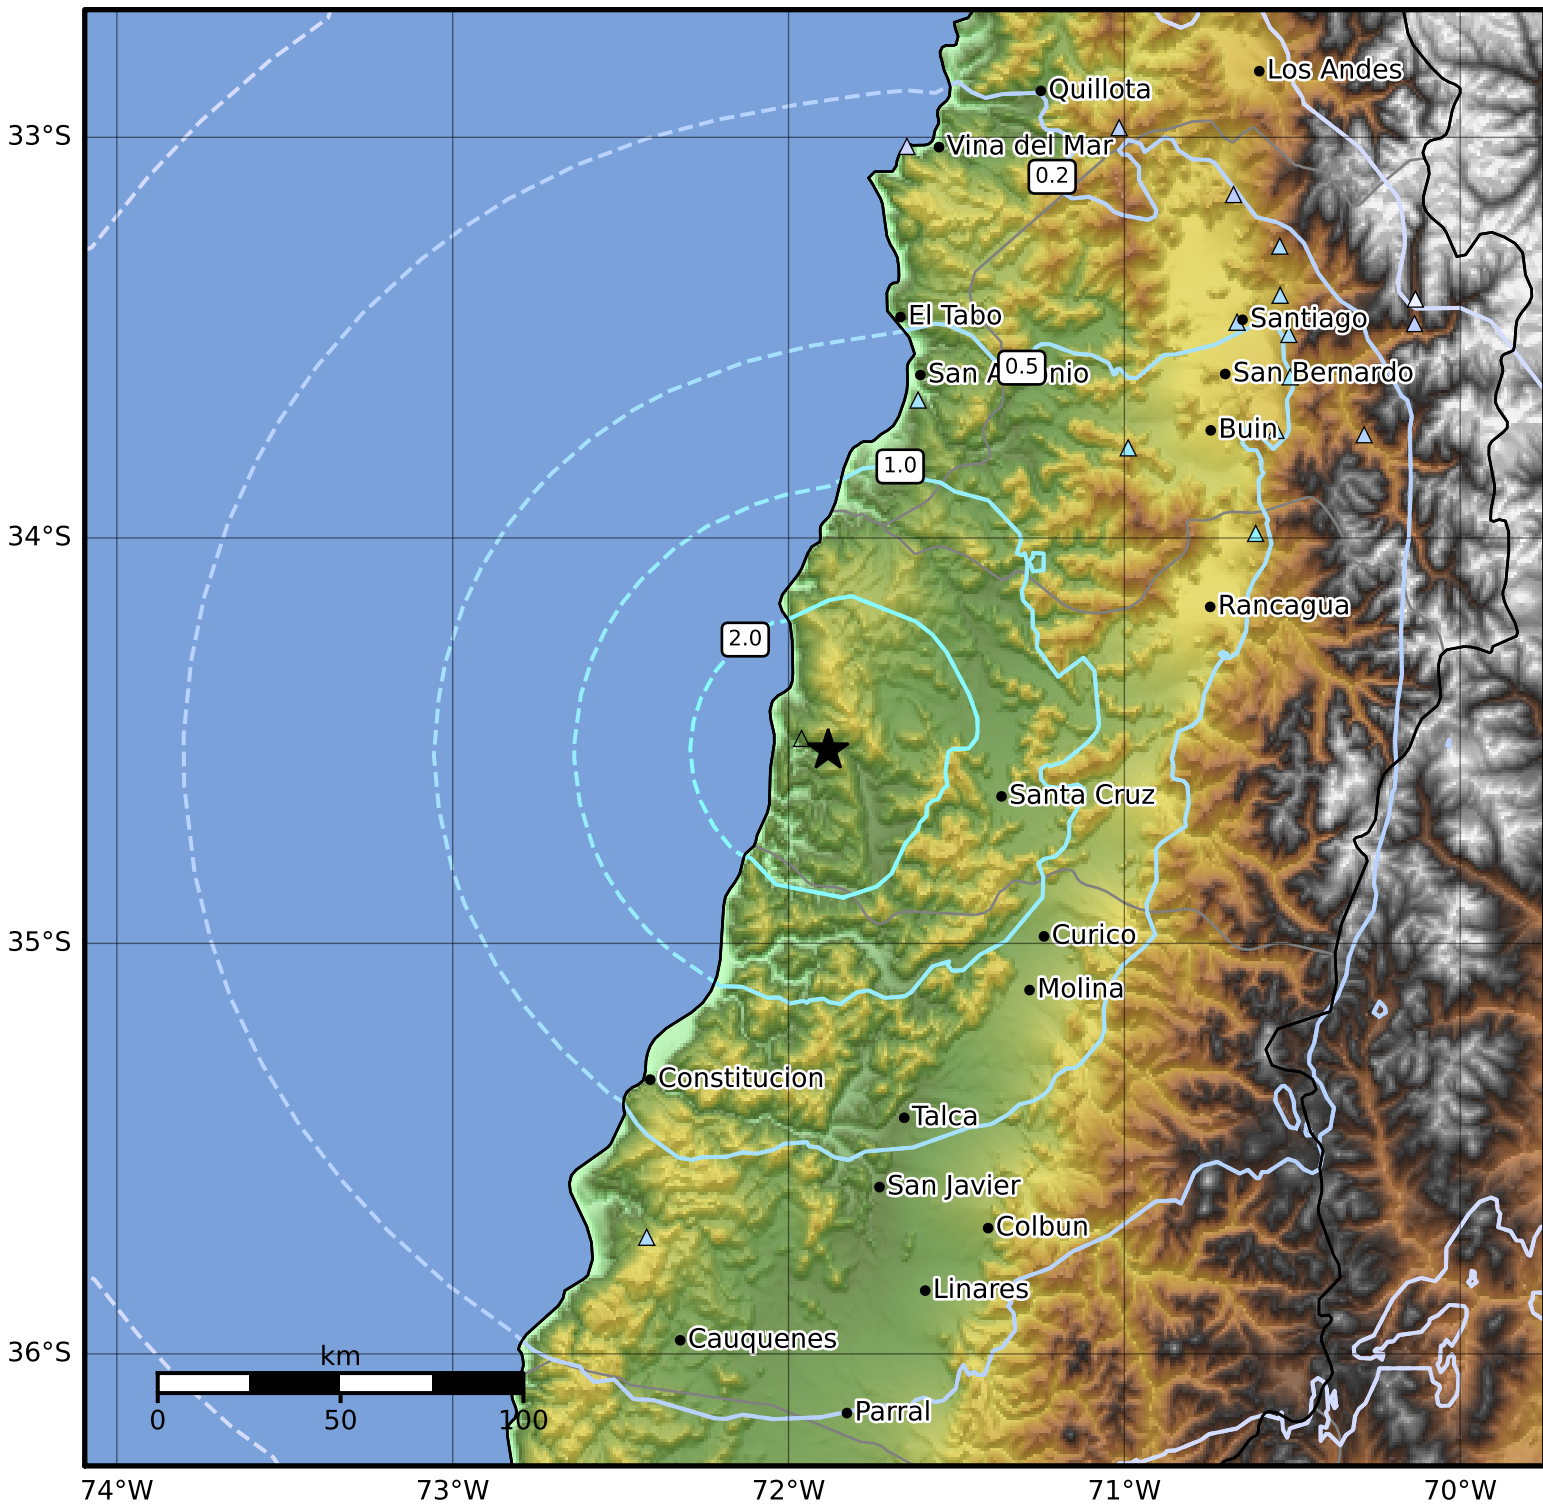 Los Andes
Quillota
33°S
Vina del Mar
0.2
El Tabo
Santiago
0.5
San Antonio
San Bernardo
Buin
1.0
34°S
Rancagua
2.0
Santa Cruz
35°S
Curico
Molina
Constitucion
Talca
San Javier
Colbun
Linares
Cauquenes
36°S
km
0 50 100
Parral
74°W 73°W 72°W 71°W 70°W